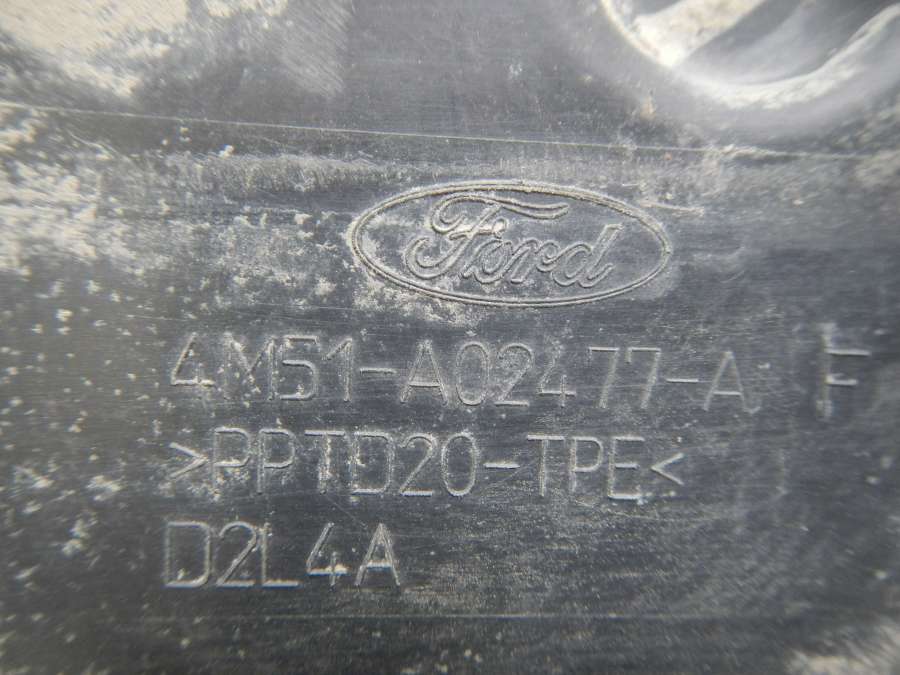 Ford
4M51-A02477-A F
>PPTD20-TPE<
D2L4A